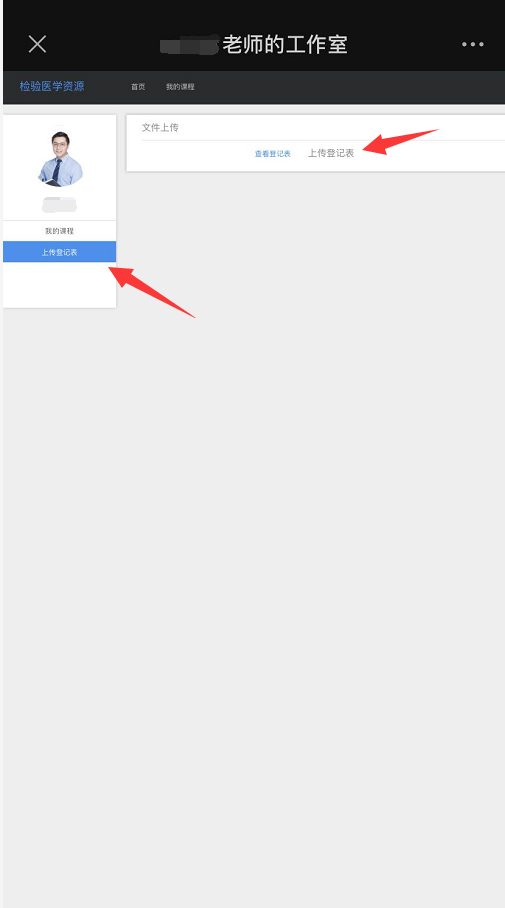 老师的工作室
检验医学资源 首页 我的课程
文件上传
查看登记表 上传登记表
我的课程
上传登记表